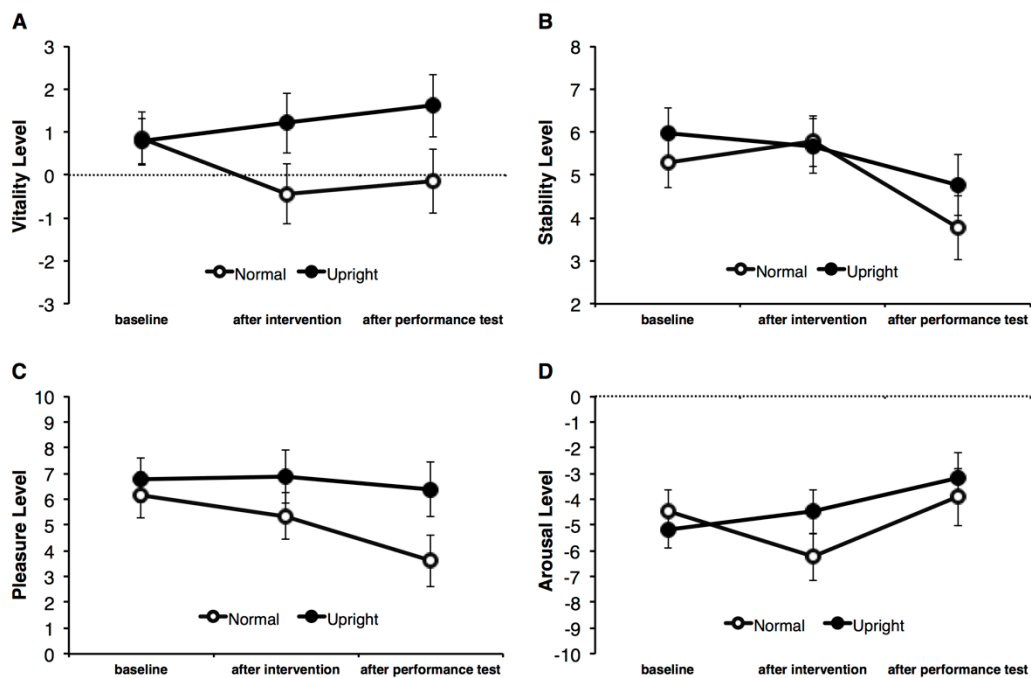 A
Vitality Level
3
2
1
0
-1
-2
-3
Normal Upright
baseline after intervention after performance test
B
Stability Level
8
7
6
5
4
3
2
Normal Upright
baseline after intervention after performance test
C
Pleasure Level
10
9
8
7
6
5
4
3
2
1
0
Normal Upright
baseline after intervention after performance test
D
Arousal Level
0
-1
-2
-3
-4
-5
-6
-7
-8
-9
-10
Normal Upright
baseline after intervention after performance test